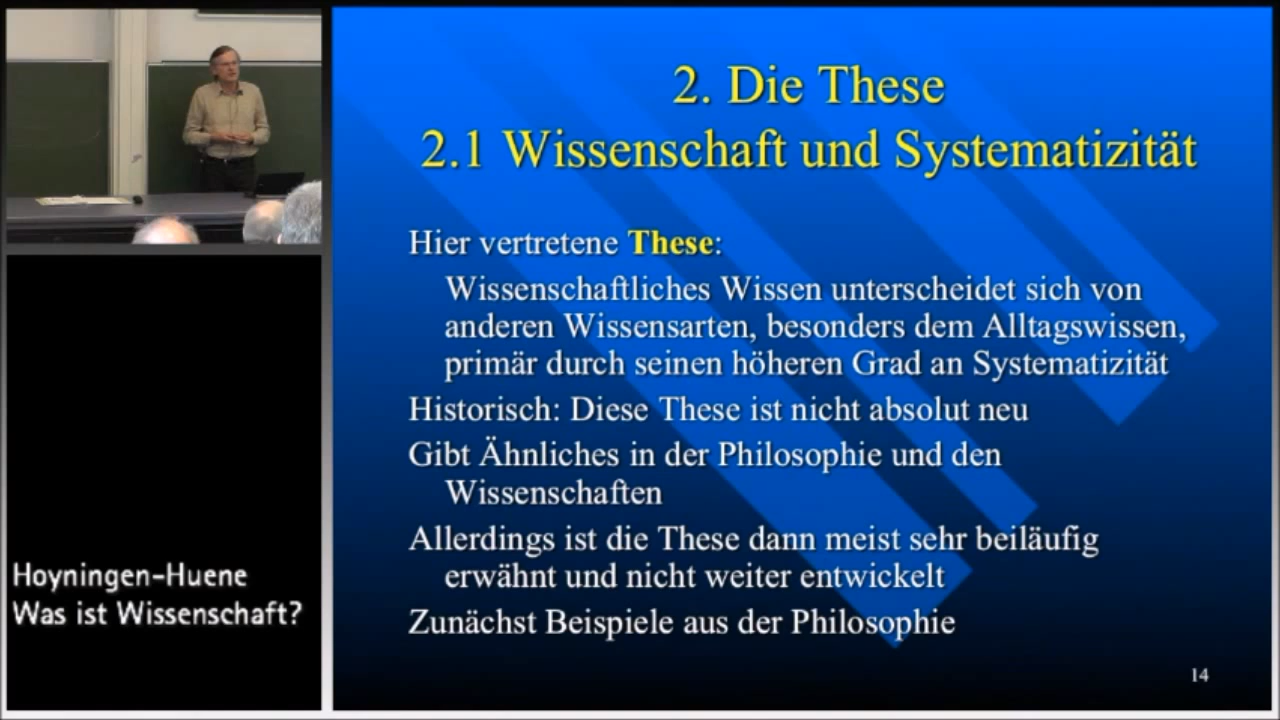 2. Die These
2.1 Wissenschaft und Systematizität
Hier vertretene These:
Wissenschaftliches Wissen unterscheidet sich von
anderen Wissensarten, besonders dem Alltagswissen,
primär durch seinen höheren Grad an Systematizität
Historisch: Diese These ist nicht absolut neu
Gibt Ähnliches in der Philosophie und den
Wissenschaften
Allerdings ist die These dann meist sehr beiläufig
erwähnt und nicht weiter entwickelt
Zunächst Beispiele aus der Philosophie
14
Hoyningen-Huene
Was ist Wissenschaft?